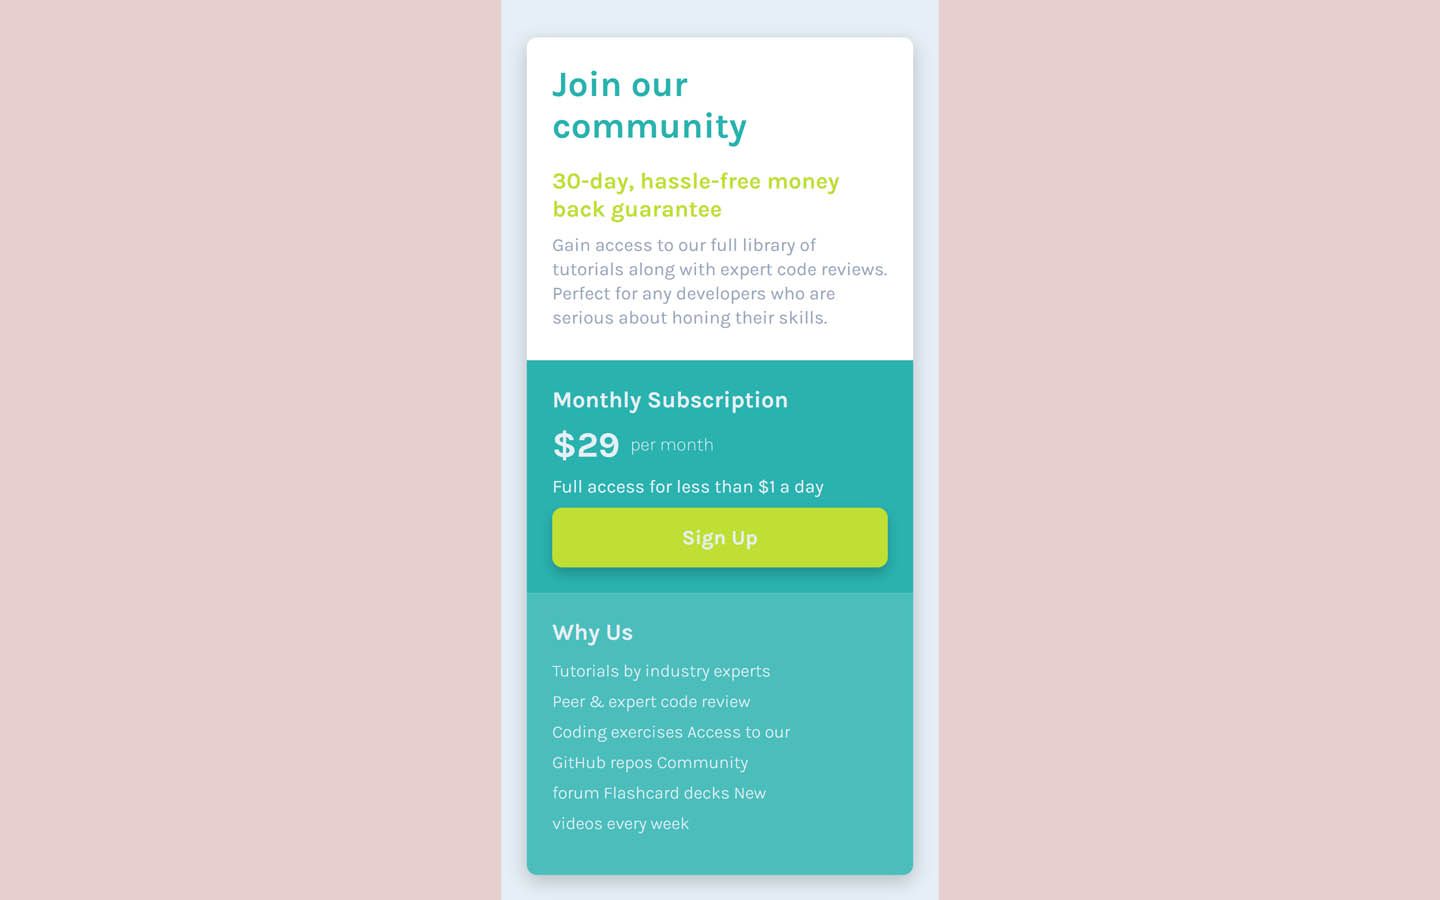 Join our
community
30-day, hassle-free money
back guarantee
Gain access to our full library of
tutorials along with expert code reviews.
Perfect for any developers who are
serious about honing their skills.
Monthly Subscription
$29 per month
Full access for less than $1 a day
Sign Up
Why Us
Tutorials by industry experts
Peer & expert code review
Coding exercises Access to our
GitHub repos Community
forum Flashcard decks New
videos every week